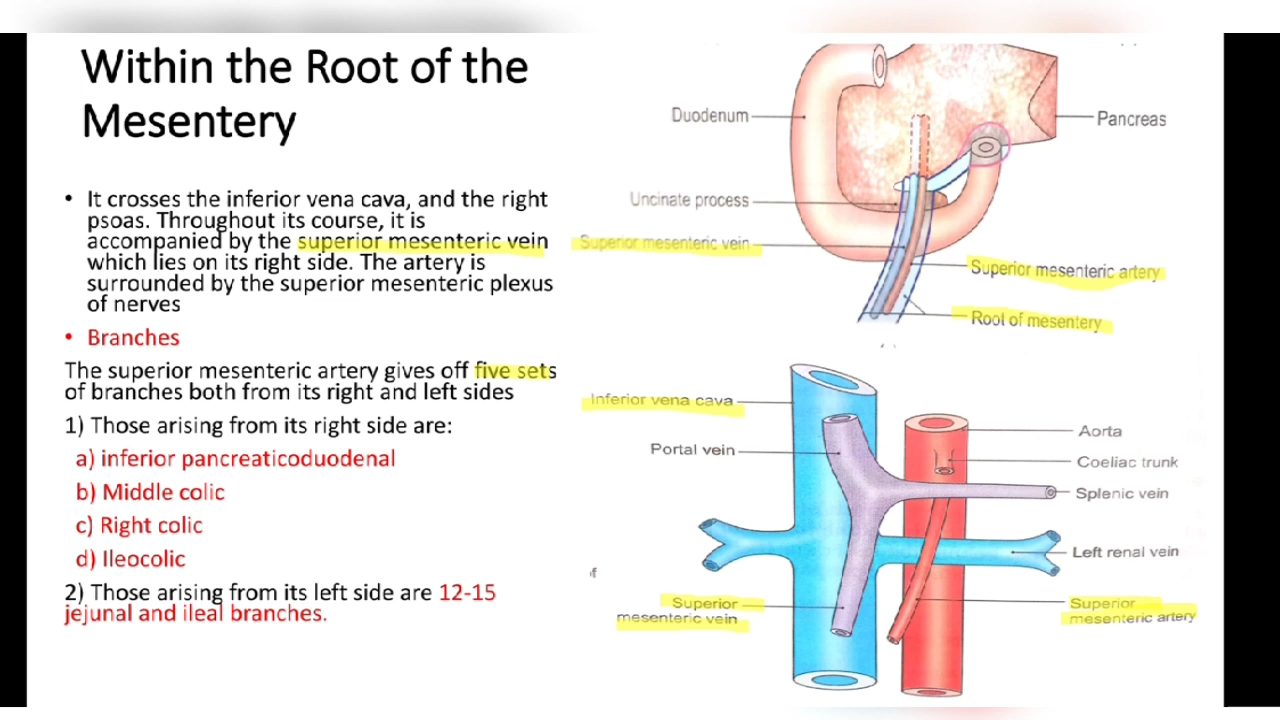 Within the Root of the
Mesentery
• It crosses the inferior vena cava, and the right
psoas. Throughout its course, it is
accompanied by the superior mesenteric vein
which lies on its right side. The artery is
surrounded by the superior mesenteric plexus
of nerves
• Branches
The superior mesenteric artery gives off five sets
of branches both from its right and left sides
1) Those arising from its right side are:
a) inferior pancreaticoduodenal
b) Middle colic
c) Right colic
d) Ileocolic
2) Those arising from its left side are 12-15
jejunal and ileal branches.
Duodenum
Pancreas
Uncinate process
Superior mesenteric vein
Superior mesenteric artery
Root of mesentery
Inferior vena cava
Portal vein
Aorta
Coeliac trunk
Splenic vein
Left renal vein
of
Superior
mesenteric vein
Superior
mesenteric artery